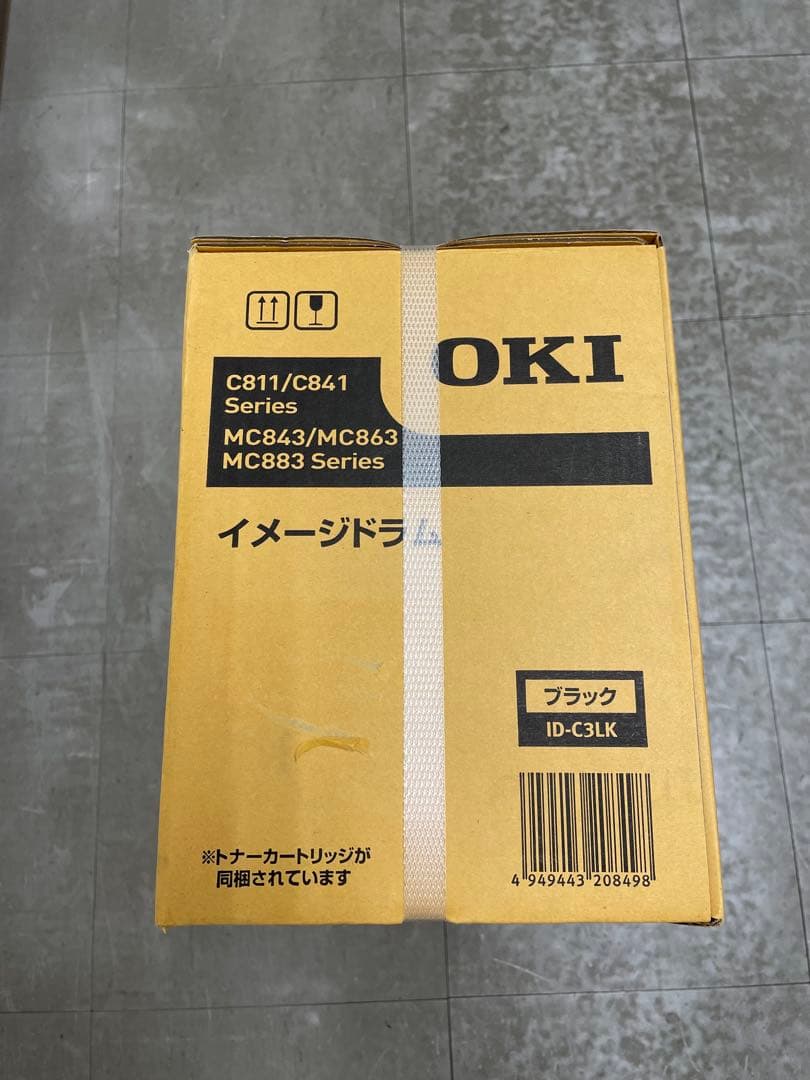 OKI
C811/C841
Series
MC843/MC863
MC883 Series
イメージドラム
ブラック
ID-C3LK
4 949443 208498
※トナーカートリッジが
同梱されています